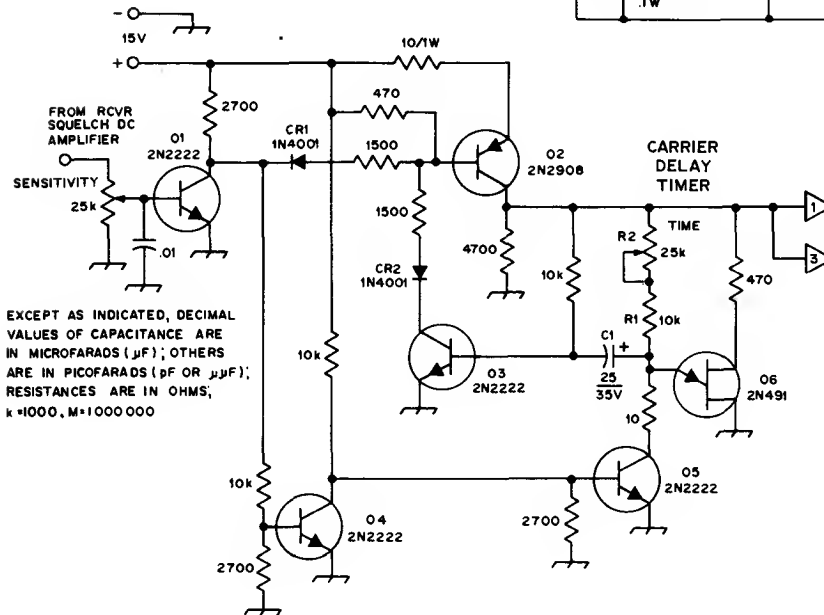 -
15V
+
.1W
10/1W
2700
470
FROM RCVR
SQUELCH DC
AMPLIFIER
Q1
2N2222
CR1
1N4001
1500
Q2
2N2908
CARRIER
DELAY
TIMER
SENSITIVITY
25k
.01
1500
4700
TIME
R2
25k
1
3
CR2
1N4001
10k
470
R1
10k
EXCEPT AS INDICATED, DECIMAL
VALUES OF CAPACITANCE ARE
IN MICROFARADS (µF); OTHERS
ARE IN PICOFARADS (pF OR µµF);
RESISTANCES ARE IN OHMS;
k=1000, M=1000000
10k
Q3
2N2222
C1
+
25
35V
10
Q6
2N491
10k
Q4
2N2222
2700
2700
Q5
2N2222